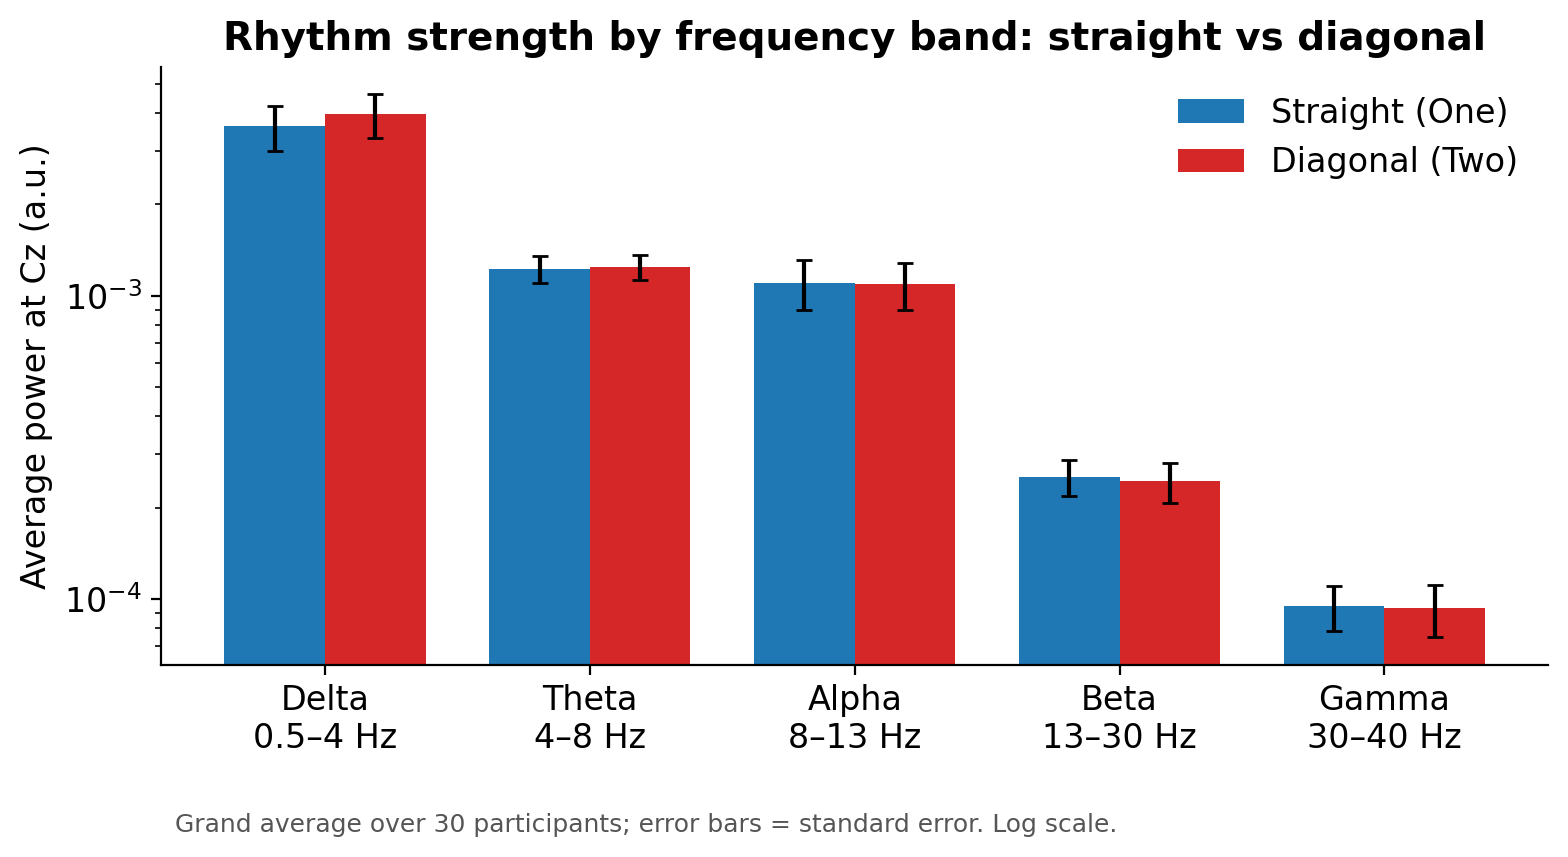 Rhythm strength by frequency band: straight vs diagonal
Straight (One)
Diagonal (Two)
Average power at Cz (a.u.)
10⁻³
10⁻⁴
Delta
0.5–4 Hz
Theta
4–8 Hz
Alpha
8–13 Hz
Beta
13–30 Hz
Gamma
30–40 Hz
Grand average over 30 participants; error bars = standard error. Log scale.